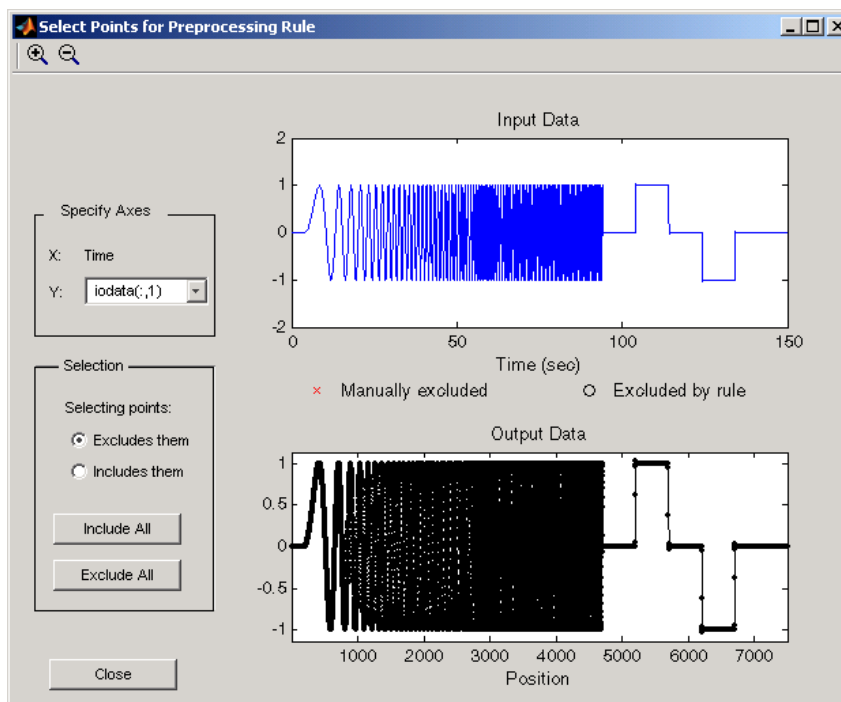 Select Points for Preprocessing Rule
Specify Axes
X: Time
Y: iodata(:,1)
Selection
Selecting points:
Excludes them
Includes them
Include All
Exclude All
Close
Input Data
2
1
0
-1
-2
0 50 100 150
Time (sec)
× Manually excluded O Excluded by rule
Output Data
1
0.5
0
-0.5
-1
1000 2000 3000 4000 5000 6000 7000
Position